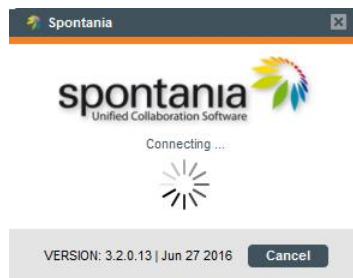 Spontania
spontania
Unified Collaboration Software
Connecting ...
VERSION: 3.2.0.13 | Jun 27 2016 Cancel